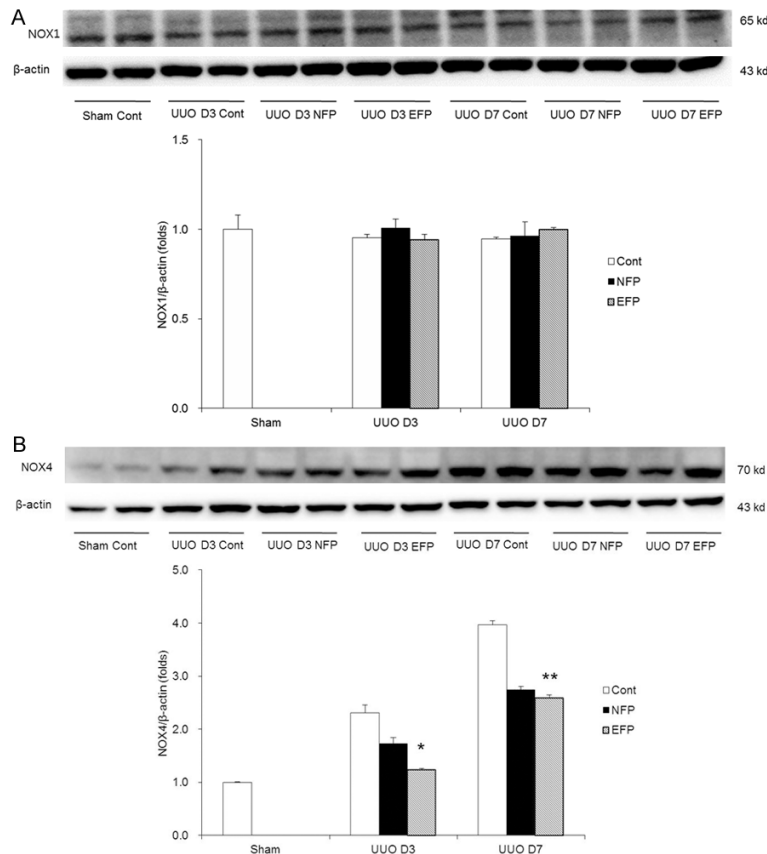 A
NOX1
65 kd
β-actin
43 kd
Sham Cont UUO D3 Cont UUO D3 NFP UUO D3 EFP UUO D7 Cont UUO D7 NFP UUO D7 EFP
1.5
1.0
0.5
0.0
NOX1/β-actin (folds)
Cont
NFP
EFP
Sham UUO D3 UUO D7
B
NOX4
70 kd
β-actin
43 kd
Sham Cont UUO D3 Cont UUO D3 NFP UUO D3 EFP UUO D7 Cont UUO D7 NFP UUO D7 EFP
5.0
4.0
3.0
2.0
1.0
0.0
NOX4/β-actin (folds)
*
**
Cont
NFP
EFP
Sham UUO D3 UUO D7